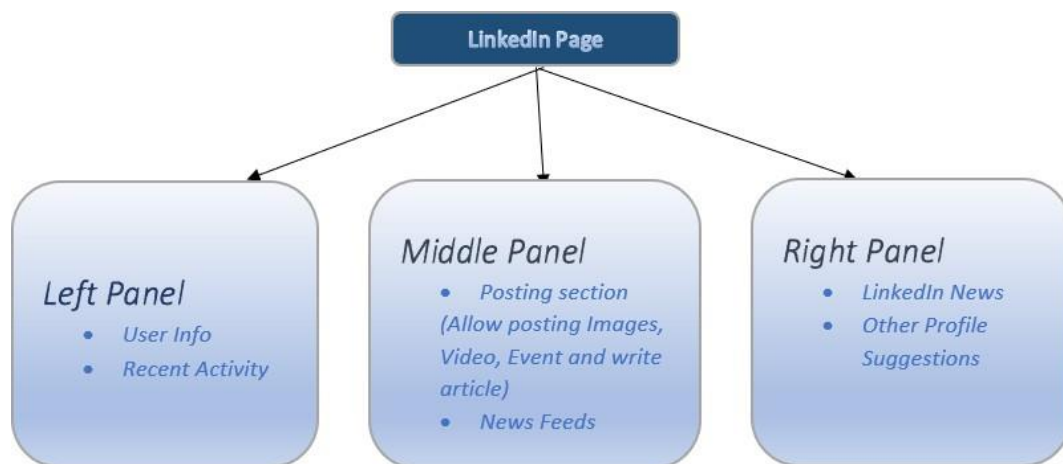 LinkedIn Page
Left Panel
• User Info
• Recent Activity
Middle Panel
• Posting section
(Allow posting Images,
Video, Event and write
article)
• News Feeds
Right Panel
• LinkedIn News
• Other Profile
Suggestions